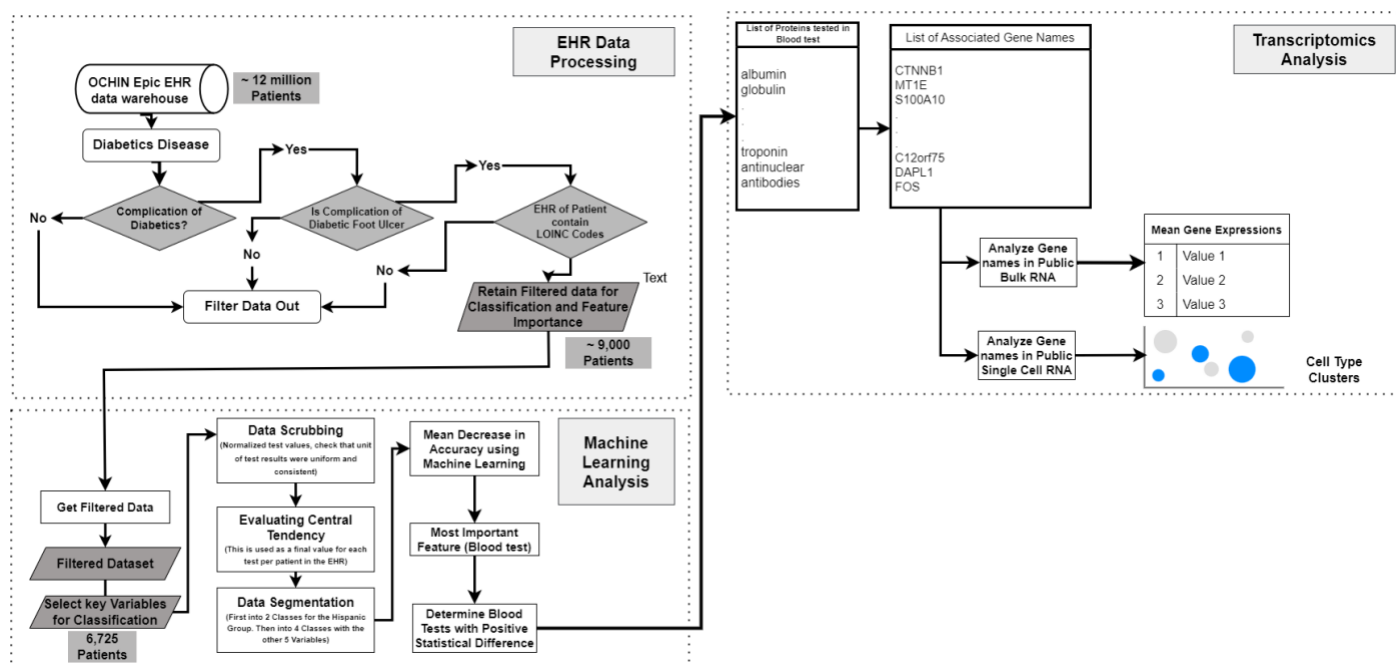 EHR Data
Processing
OCHIN Epic EHR
data warehouse
~ 12 million
Patients
Diabetics Disease
Complication of
Diabetics?
Yes
No
Is Complication of
Diabetic Foot Ulcer
Yes
No
EHR of Patient
contain
LOINC Codes
No
Filter Data Out
Text
Retain Filtered data for
Classification and Feature
Importance
~ 9,000
Patients
Machine
Learning
Analysis
Get Filtered Data
Filtered Dataset
Select key Variables
for Classification
6,725
Patients
Data Scrubbing
(Normalized test values, check that unit
of test results were uniform and
consistent)
Evaluating Central
Tendency
(This is used as a final value for each
test per patient in the EHR)
Data Segmentation
(First into 2 Classes for the Hispanic
Group. Then into 4 Classes with the
other 5 Variables)
Mean Decrease in
Accuracy using
Machine Learning
Most Important
Feature (Blood test)
Determine Blood
Tests with Positive
Statistical Difference
Transcriptomics
Analysis
List of Proteins tested in
Blood test
albumin
globulin
.
.
.
troponin
antinuclear
antibodies
List of Associated Gene Names
CTNNB1
MT1E
S100A10
.
.
.
C12orf75
DAPL1
FOS
Analyze Gene
names in Public
Bulk RNA
Mean Gene Expressions
1 Value 1
2 Value 2
3 Value 3
Analyze Gene
names in Public
Single Cell RNA
Cell Type
Clusters